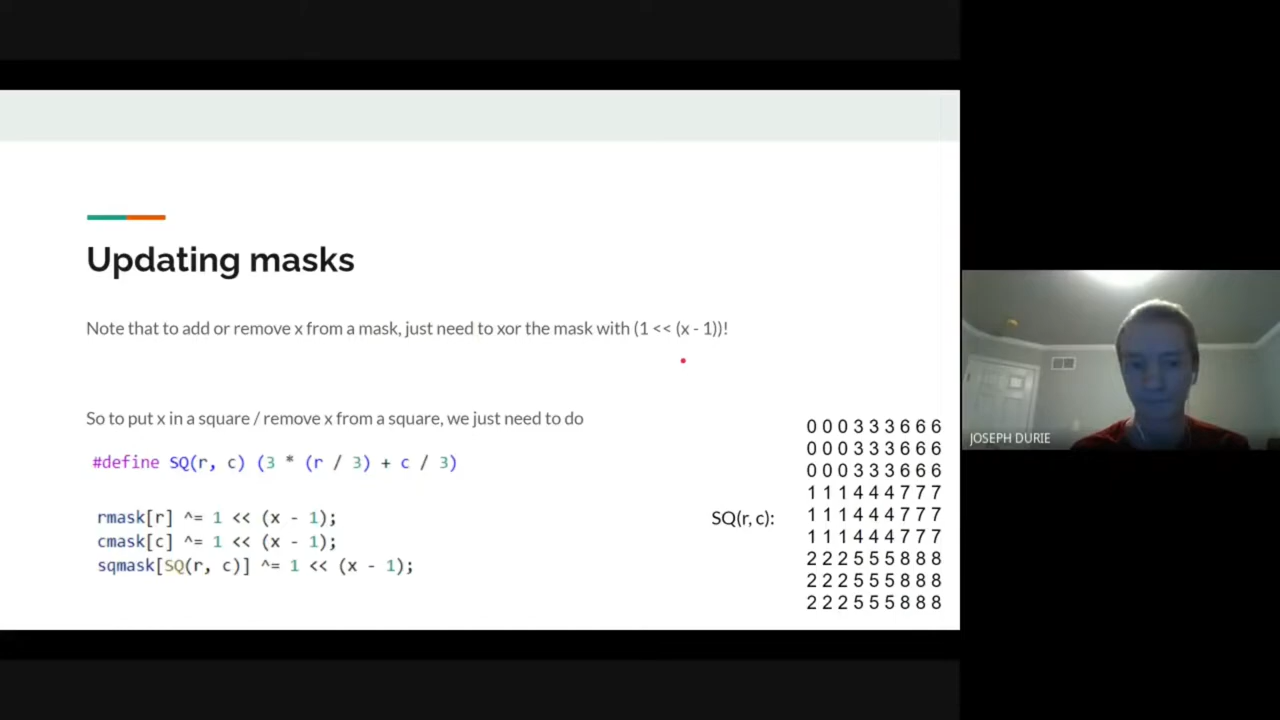 Updating masks
Note that to add or remove x from a mask, just need to xor the mask with (1 << (x - 1))!
So to put x in a square / remove x from a square, we just need to do
#define SQ(r, c) (3 * (r / 3) + c / 3)
rmask[r] ^= 1 << (x - 1);
cmask[c] ^= 1 << (x - 1);
sqmask[SQ(r, c)] ^= 1 << (x - 1);
SQ(r, c):
0 0 0 3 3 3 6 6 6
0 0 0 3 3 3 6 6 6
0 0 0 3 3 3 6 6 6
1 1 1 4 4 4 7 7 7
1 1 1 4 4 4 7 7 7
1 1 1 4 4 4 7 7 7
2 2 2 5 5 5 8 8 8
2 2 2 5 5 5 8 8 8
2 2 2 5 5 5 8 8 8
JOSEPH DURIE